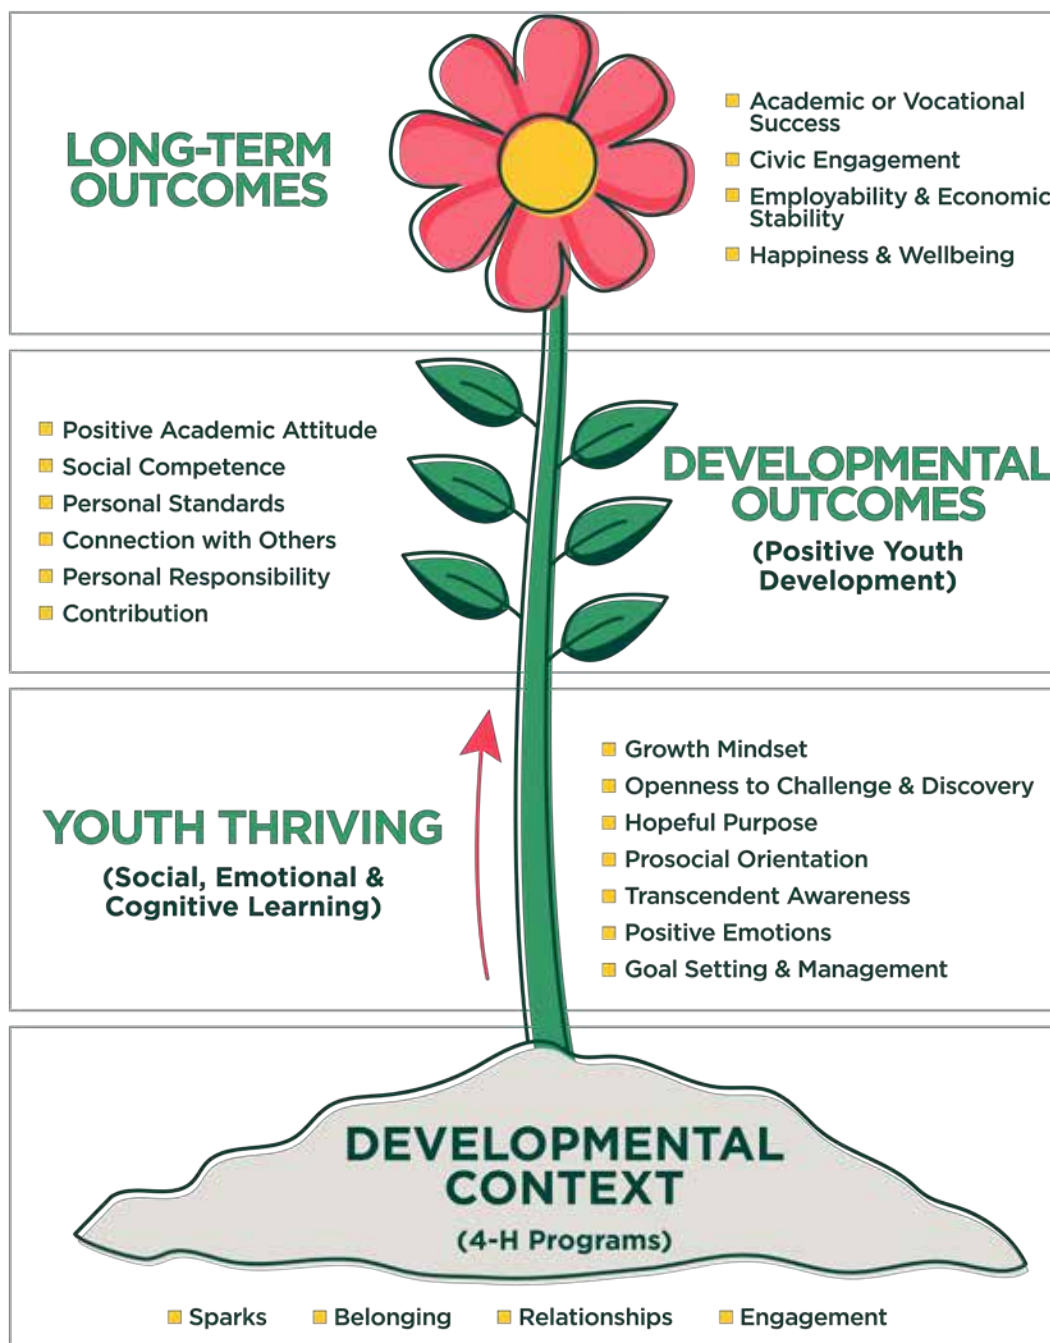 LONG-TERM
OUTCOMES
Academic or Vocational
Success
Civic Engagement
Employability & Economic
Stability
Happiness & Wellbeing
Positive Academic Attitude
Social Competence
Personal Standards
Connection with Others
Personal Responsibility
Contribution
DEVELOPMENTAL
OUTCOMES
(Positive Youth
Development)
YOUTH THRIVING
(Social, Emotional &
Cognitive Learning)
Growth Mindset
Openness to Challenge & Discovery
Hopeful Purpose
Prosocial Orientation
Transcendent Awareness
Positive Emotions
Goal Setting & Management
DEVELOPMENTAL
CONTEXT
(4-H Programs)
Sparks
Belonging
Relationships
Engagement